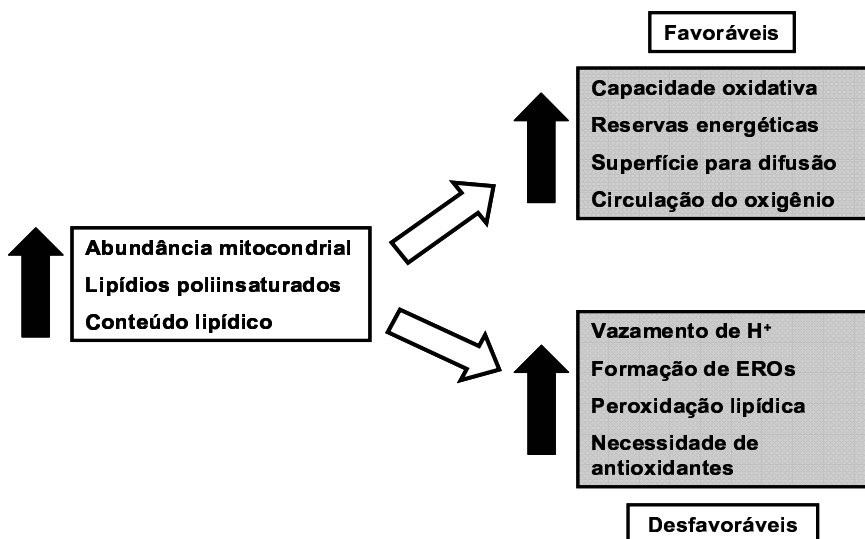 Favoráveis
Capacidade oxidativa
Reservas energéticas
Superfície para difusão
Circulação do oxigênio
Abundância mitocondrial
Lipídios poliinsaturados
Conteúdo lipídico
Vazamento de H⁺
Formação de EROs
Peroxidação lipídica
Necessidade de
antioxidantes
Desfavoráveis